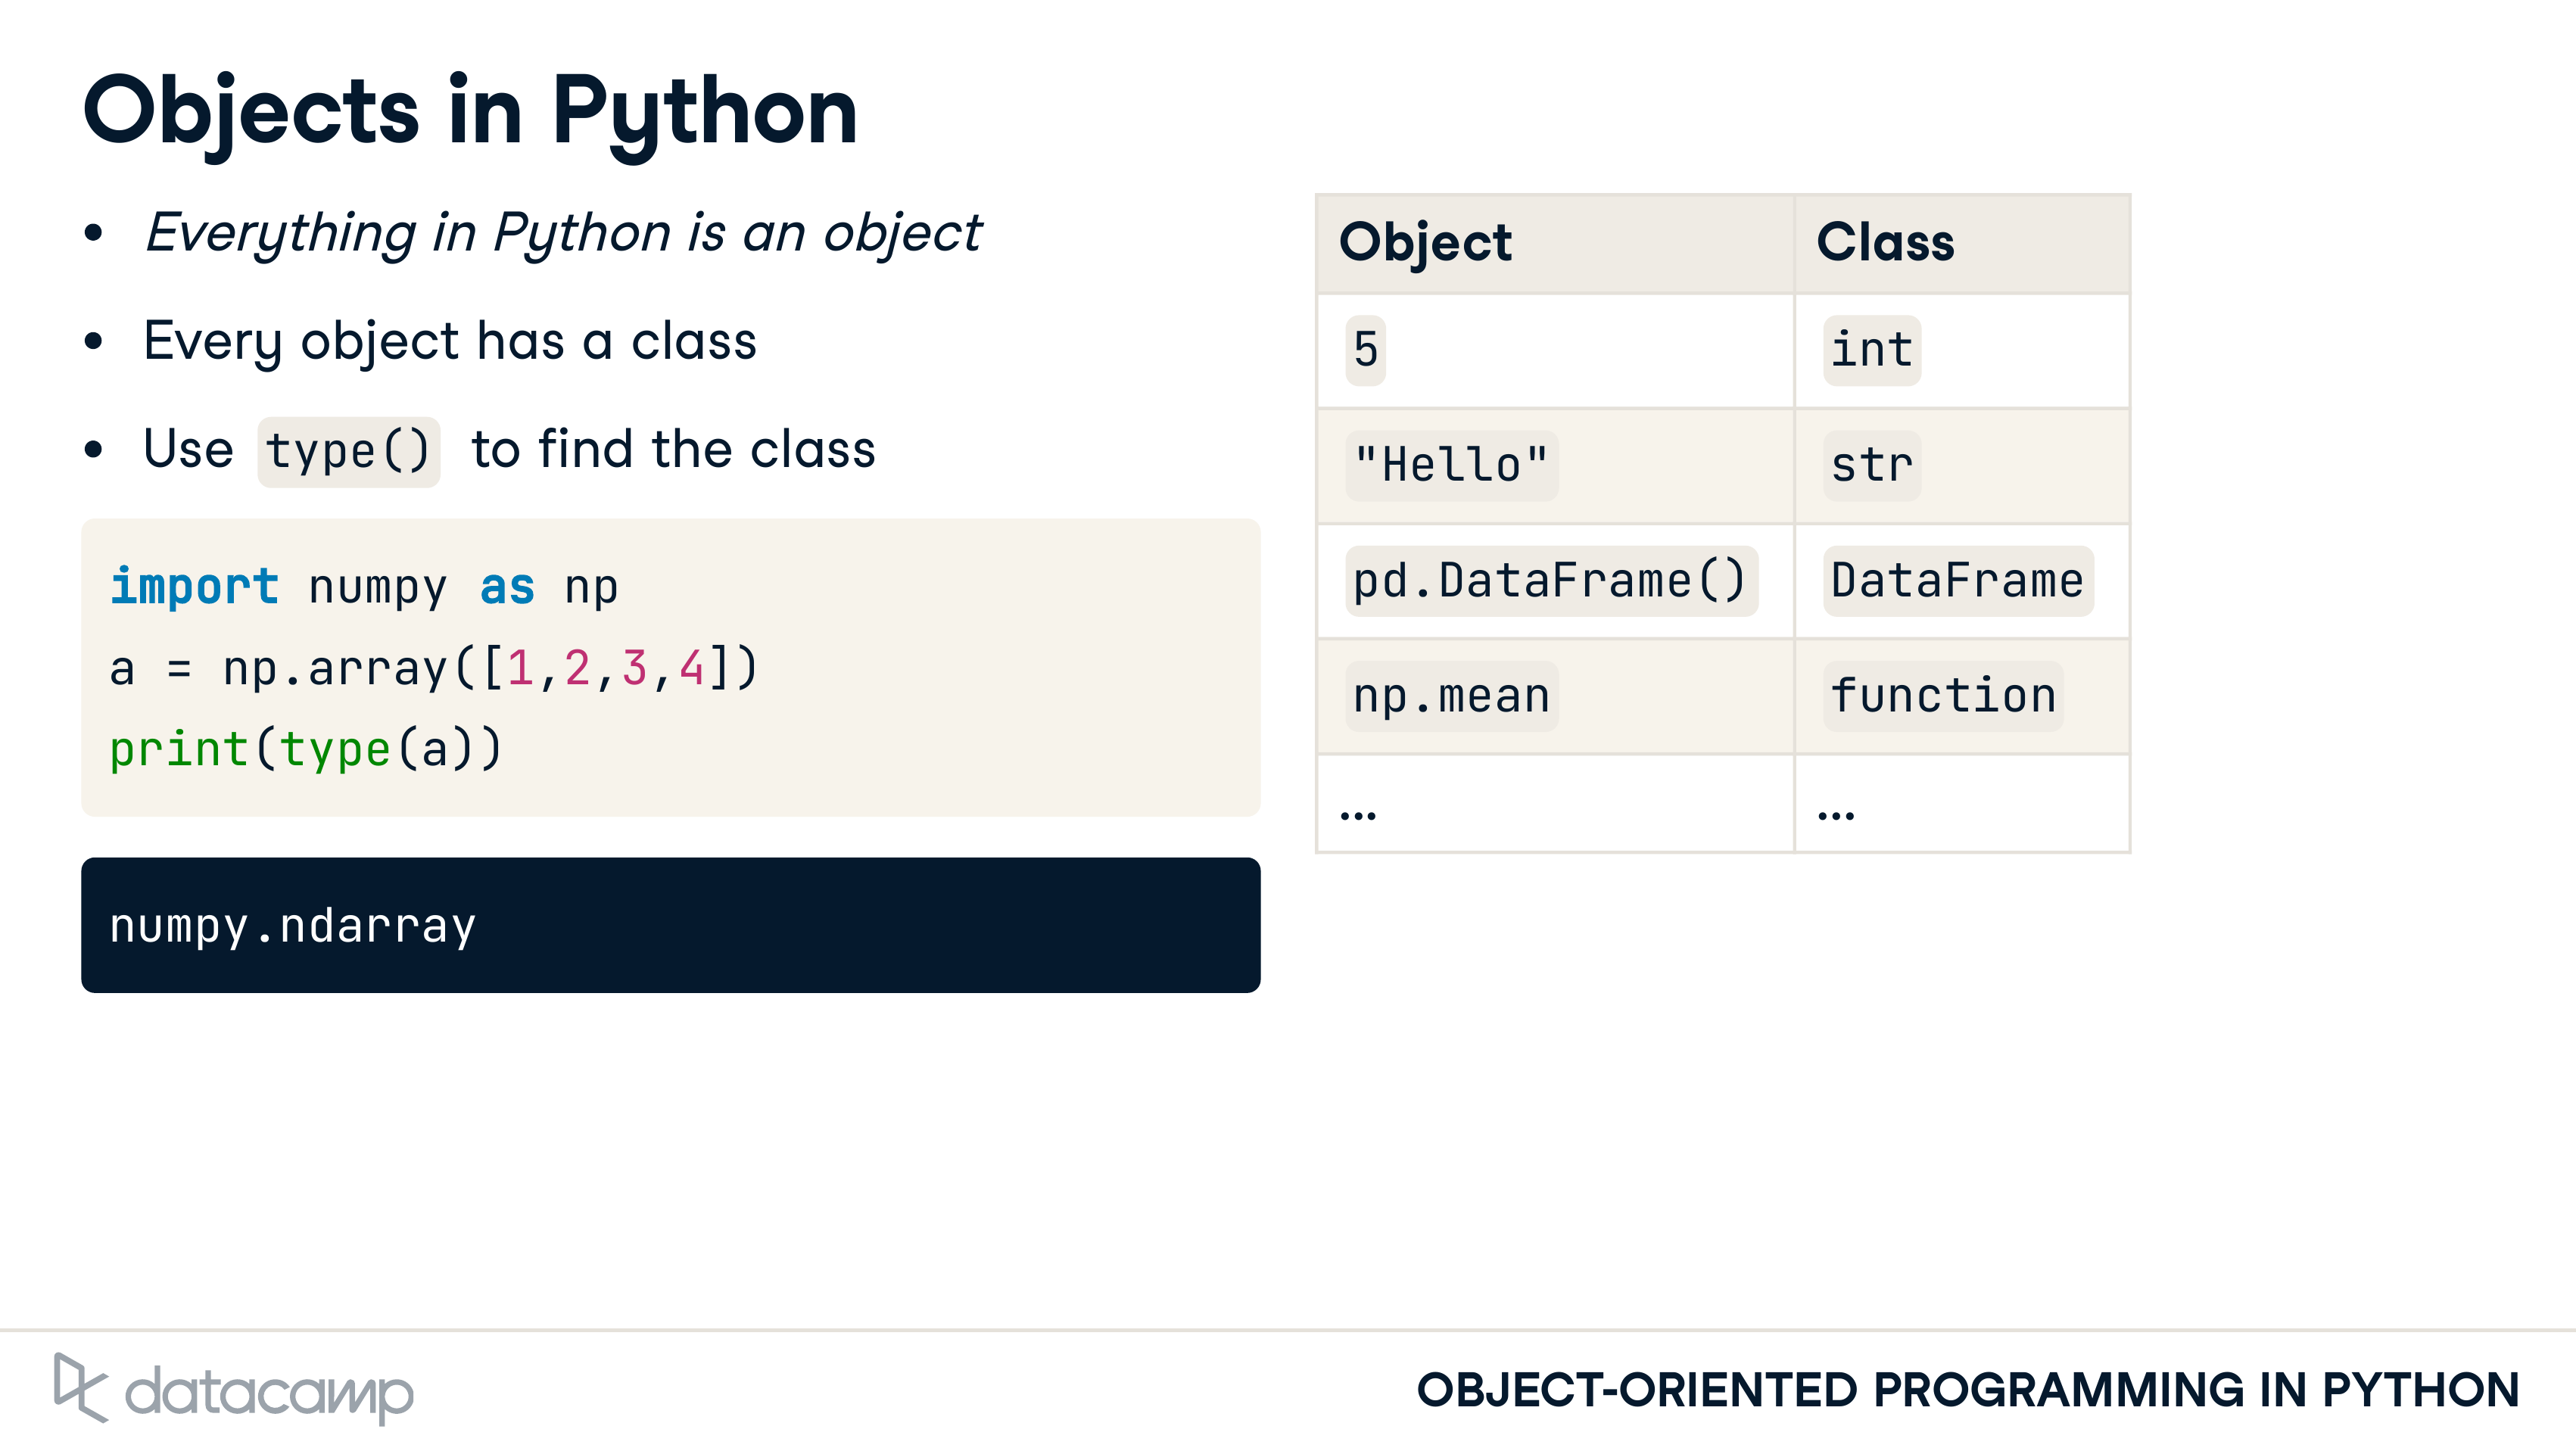 Objects in Python
• Everything in Python is an object
• Every object has a class
• Use type() to find the class
import numpy as np
a = np.array([1,2,3,4])
print(type(a))
numpy.ndarray
Object Class
5 int
"Hello" str
pd.DataFrame() DataFrame
np.mean function
... ...
datacamp
OBJECT-ORIENTED PROGRAMMING IN PYTHON